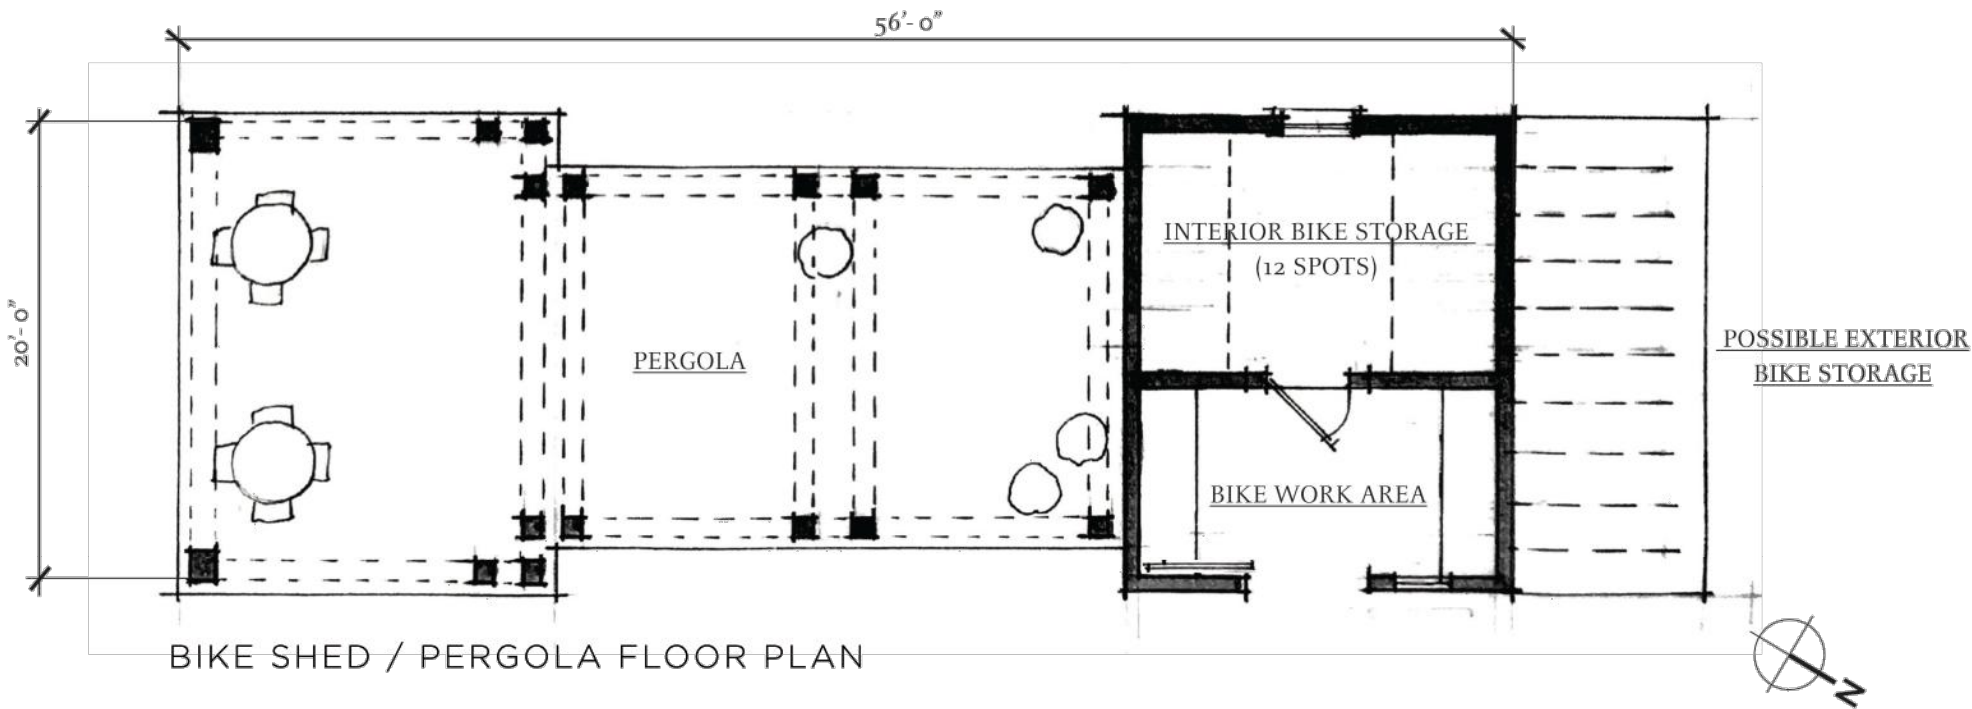 56'-0"
20'-0"
INTERIOR BIKE STORAGE
(12 SPOTS)
PERGOLA
POSSIBLE EXTERIOR
BIKE STORAGE
BIKE WORK AREA
BIKE SHED / PERGOLA FLOOR PLAN
N